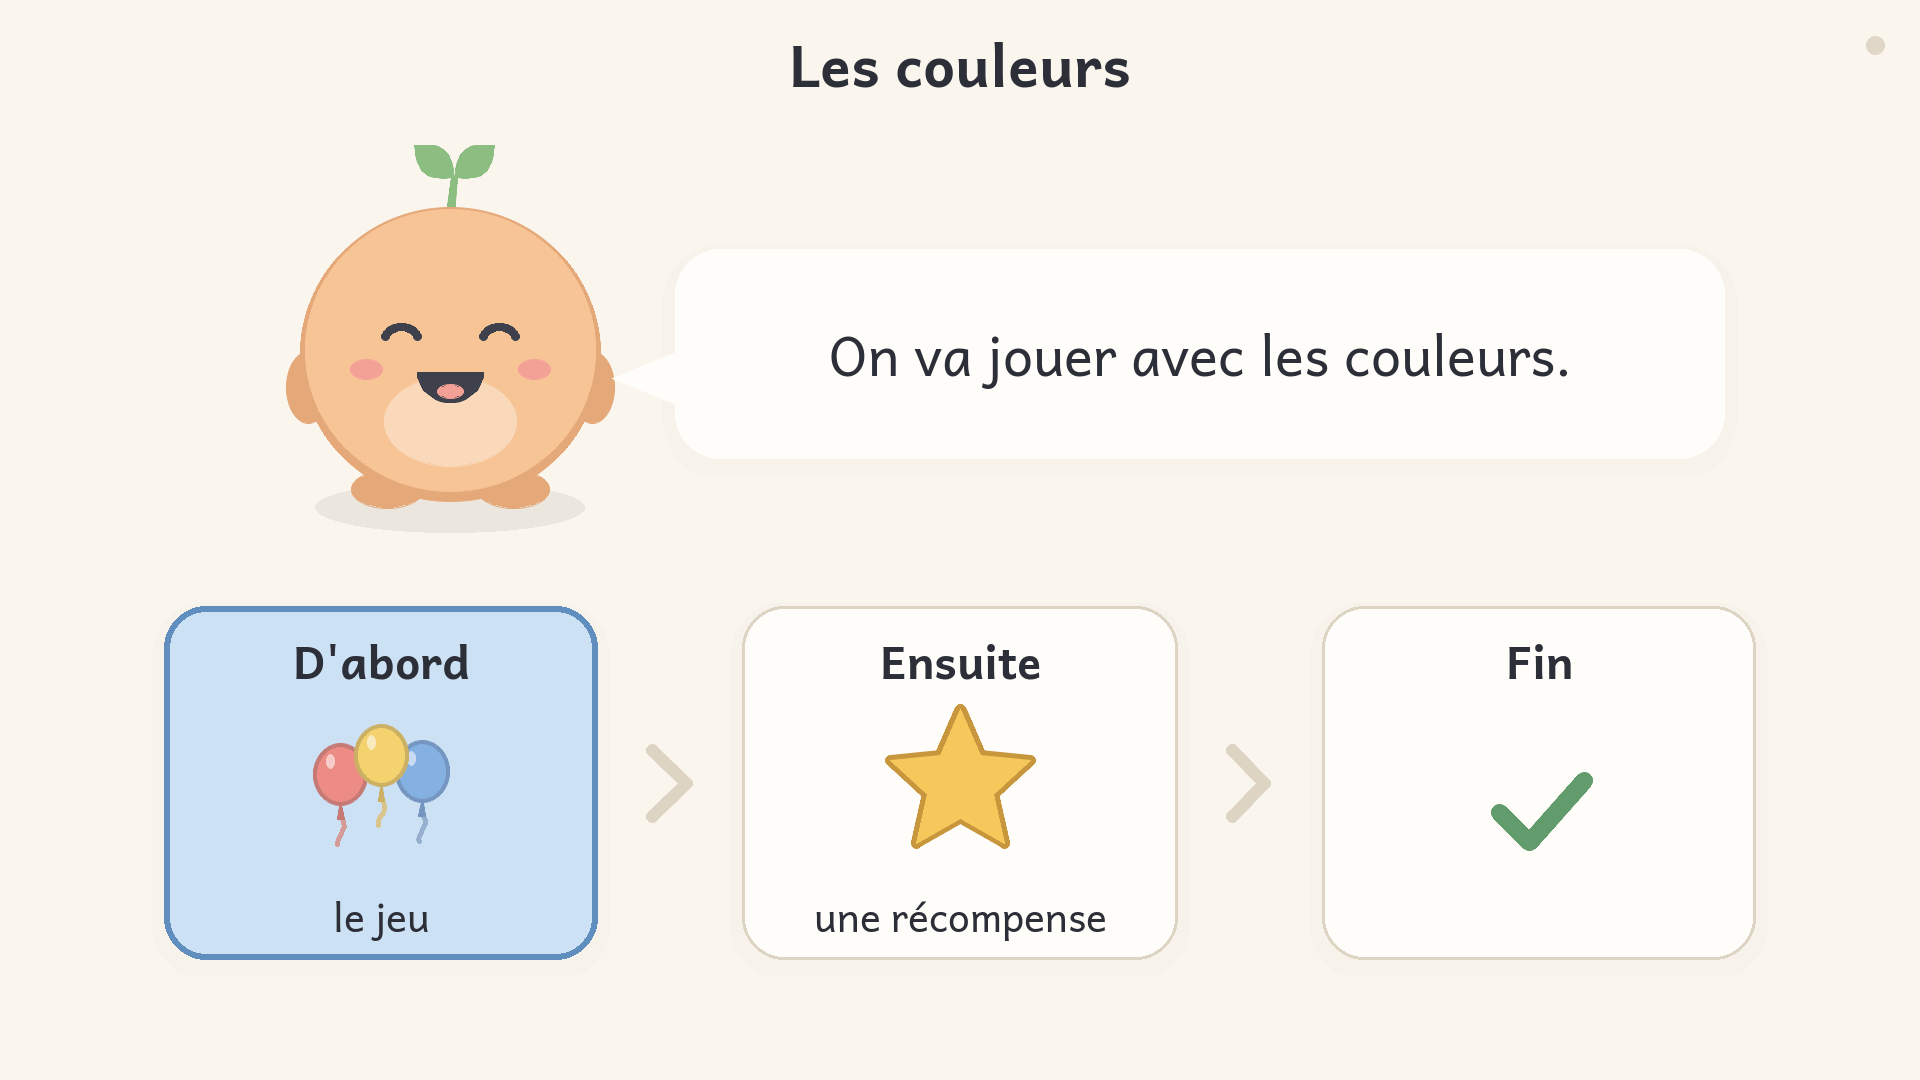 Les couleurs
On va jouer avec les couleurs.
D'abord
le jeu
Ensuite
une récompense
Fin